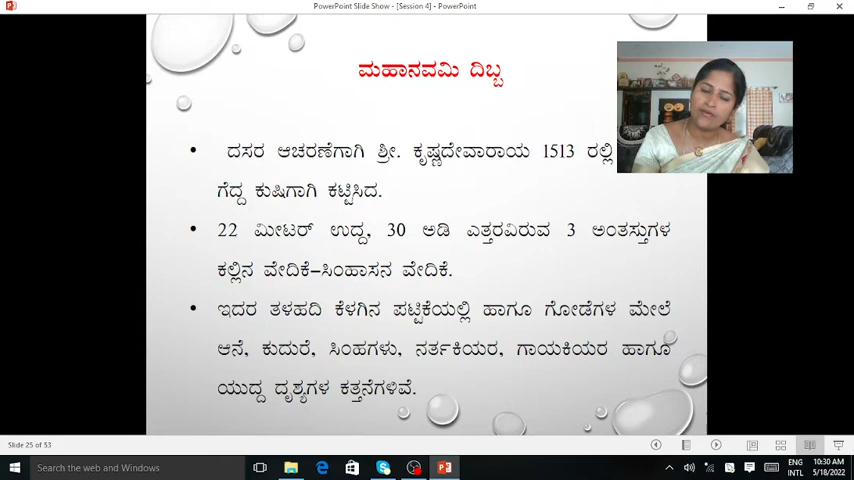 PowerPoint Slide Show - [Session 4] - PowerPoint
ಮಹಾನವಮಿ ದಿಬ್ಬ
• ದಸರ ಆಚರಣೆಗಾಗಿ ಶ್ರೀ. ಕೃಷ್ಣದೇವಾರಾಯ 1513 ರಲ್ಲಿ
ಗೆದ್ದ ಕುಷಿಗಾಗಿ ಕಟ್ಟಿಸಿದ.
• 22 ಮೀಟರ್ ಉದ್ದ, 30 ಅಡಿ ಎತ್ತರವಿರುವ 3 ಅಂತಸ್ತುಗಳ
ಕಲ್ಲಿನ ವೇದಿಕೆ–ಸಿಂಹಾಸನ ವೇದಿಕೆ.
• ಇದರ ತಳಹದಿ ಕೆಳಗಿನ ಪಟ್ಟಿಕೆಯಲ್ಲಿ ಹಾಗೂ ಗೋಡೆಗಳ ಮೇಲೆ
ಆನೆ, ಕುದುರೆ, ಸಿಂಹಗಳು, ನರ್ತಕಿಯರ, ಗಾಯಕಿಯರ ಹಾಗೂ
ಯುದ್ಧ ದೃಶ್ಯಗಳ ಕತ್ತನೆಗಳಿವೆ.
Slide 25 of 53
Search the web and Windows
ENG 10:30 AM
INTL 5/18/2022